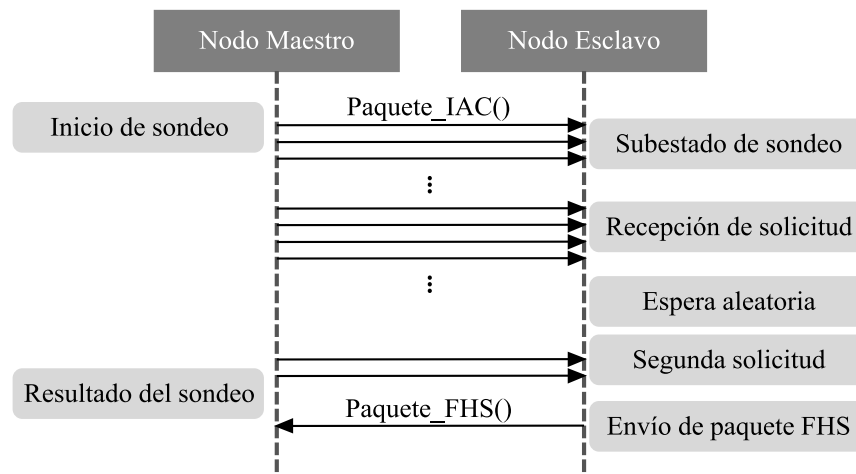 Nodo Maestro
Nodo Esclavo
Paquete_IAC()
Inicio de sondeo
Subestado de sondeo
Recepción de solicitud
Espera aleatoria
Segunda solicitud
Resultado del sondeo
Paquete_FHS()
Envío de paquete FHS